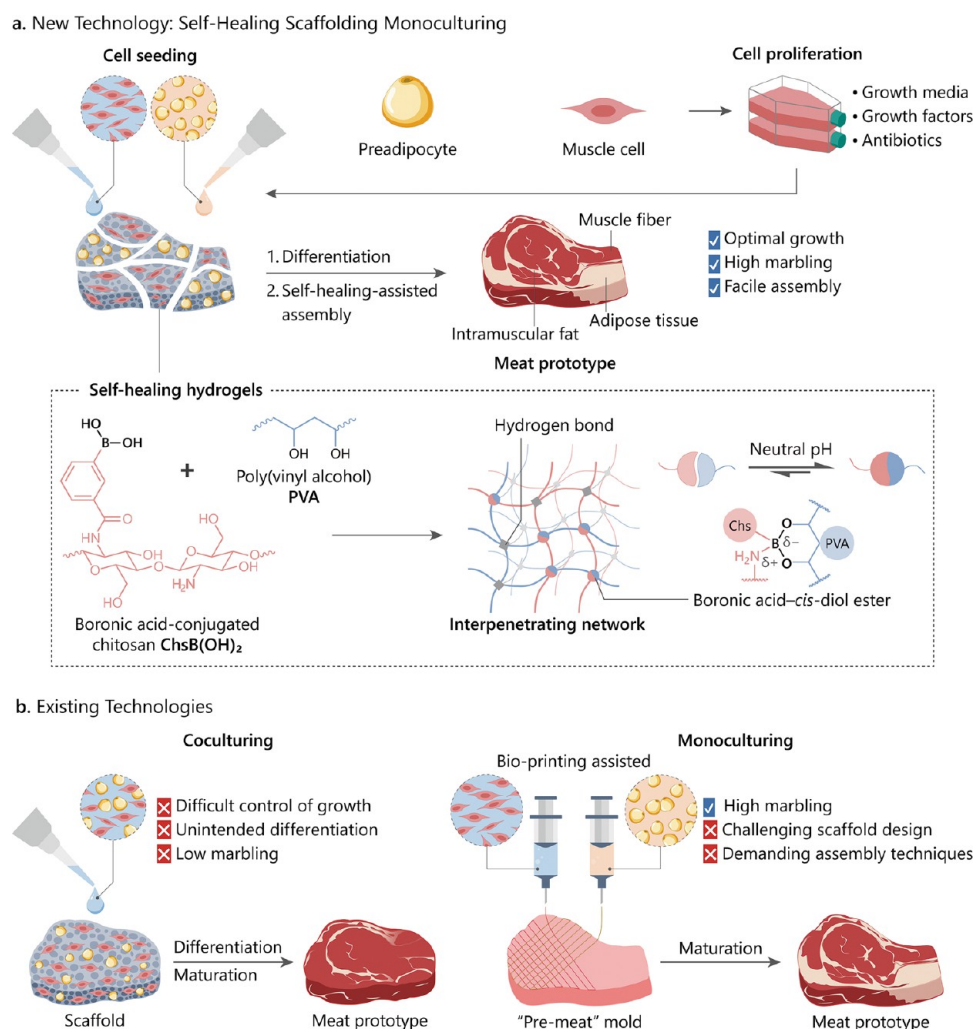 a. New Technology: Self-Healing Scaffolding Monoculturing
Cell seeding
Cell proliferation
Preadipocyte
Muscle cell
• Growth media
• Growth factors
• Antibiotics
1. Differentiation
2. Self-healing-assisted
assembly
Muscle fiber
Intramuscular fat
Adipose tissue
Meat prototype
Optimal growth
High marbling
Facile assembly
Self-healing hydrogels
HO
B–OH
O
NH
HO
OH
O
HO
O
O
H₂N
OH
O
Boronic acid-conjugated
chitosan ChsB(OH)₂
+
OH OH
Poly(vinyl alcohol)
PVA
Hydrogen bond
Interpenetrating network
Neutral pH
Chs
O
B δ−
PVA
H₂N
δ+
O
Boronic acid–cis-diol ester
b. Existing Technologies
Coculturing
Difficult control of growth
Unintended differentiation
Low marbling
Scaffold
Differentiation
Maturation
Meat prototype
Monoculturing
Bio-printing assisted
High marbling
Challenging scaffold design
Demanding assembly techniques
"Pre-meat" mold
Maturation
Meat prototype